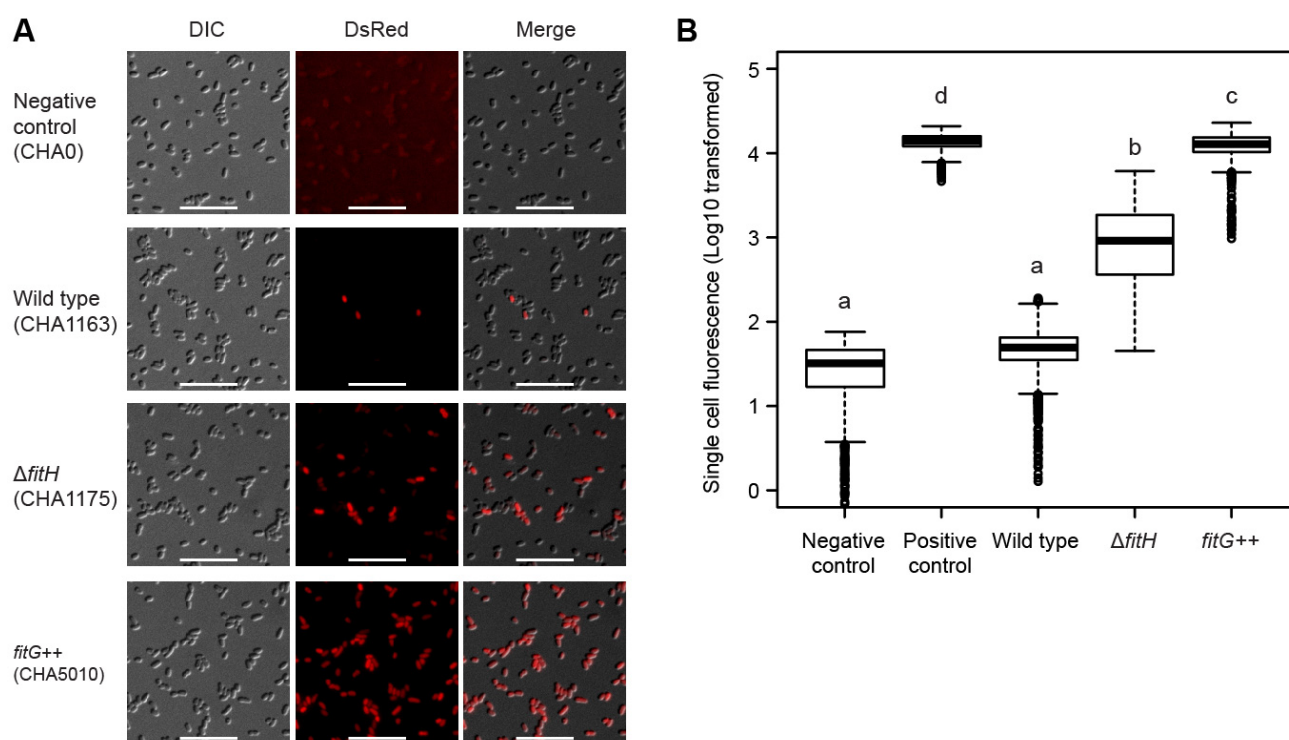 A
DIC DsRed Merge
Negative
control
(CHA0)
Wild type
(CHA1163)
ΔfitH
(CHA1175)
fitG++
(CHA5010)
B
Single cell fluorescence (Log10 transformed)
5
4
3
2
1
0
a
d
a
b
c
Negative
control
Positive
control
Wild type
ΔfitH
fitG++